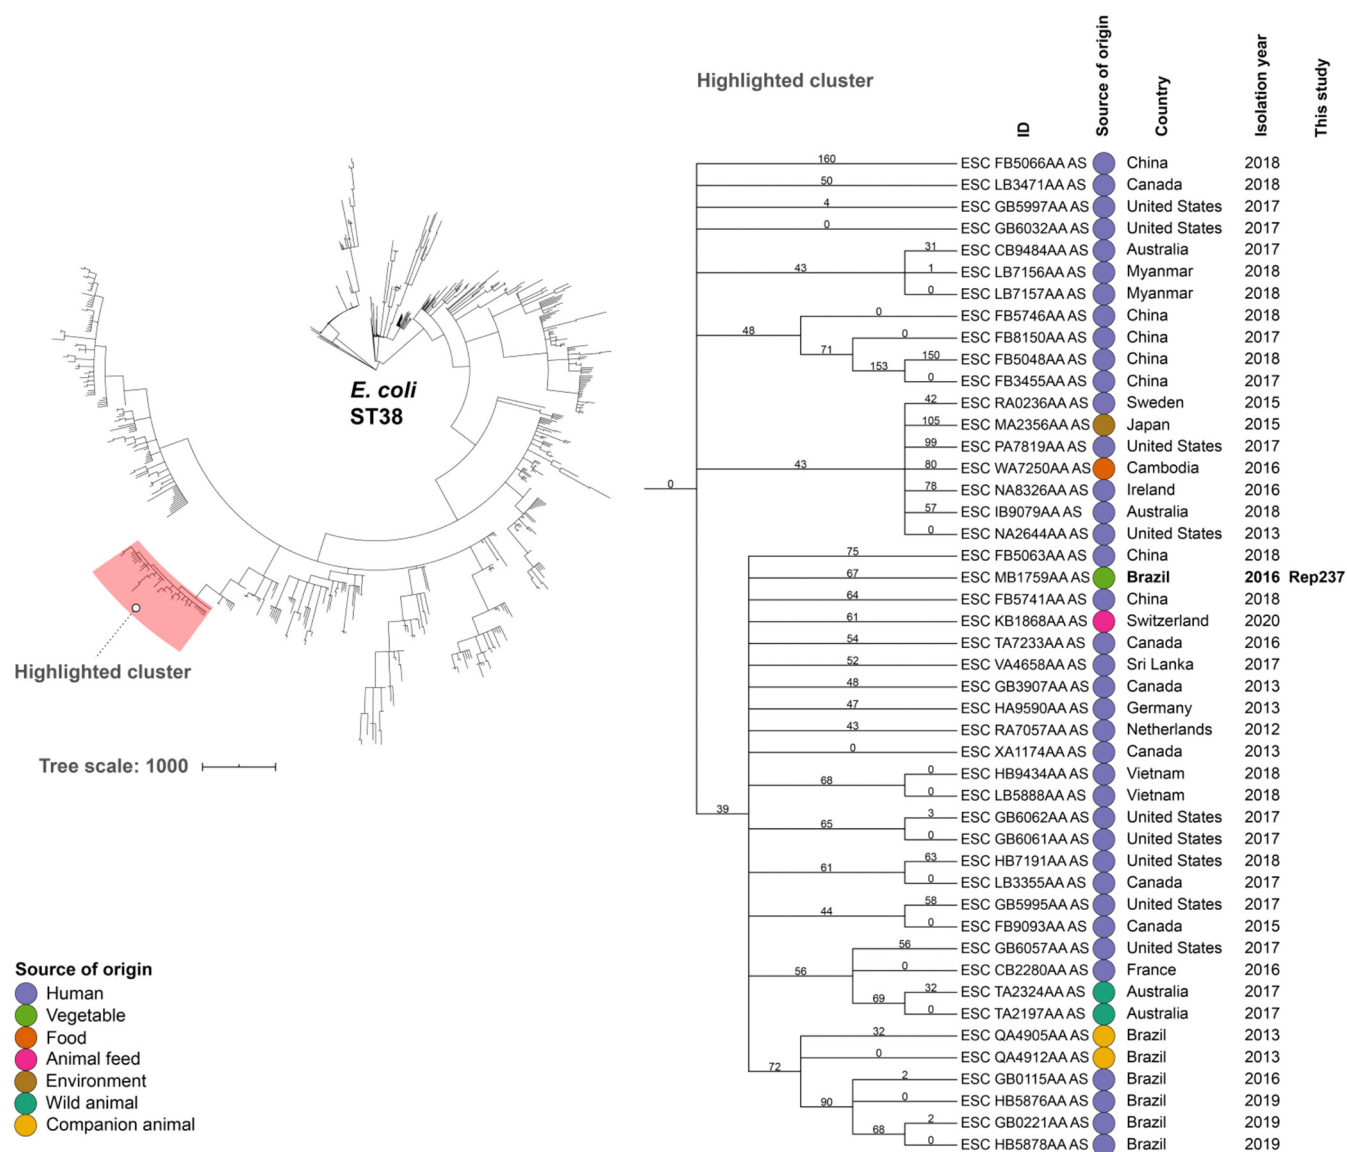 Highlighted cluster
ID
Source of origin
Country
Isolation year
This study
E. coli
ST38
Highlighted cluster
Tree scale: 1000
Source of origin
Human
Vegetable
Food
Animal feed
Environment
Wild animal
Companion animal
0
160 ESC FB5066AA AS China 2018
50 ESC LB3471AA AS Canada 2018
4 ESC GB5997AA AS United States 2017
0 ESC GB6032AA AS United States 2017
31 ESC CB9484AA AS Australia 2017
43 1 ESC LB7156AA AS Myanmar 2018
0 ESC LB7157AA AS Myanmar 2018
0 ESC FB5746AA AS China 2018
48 0 ESC FB8150AA AS China 2017
71 150 ESC FB5048AA AS China 2018
153 0 ESC FB3455AA AS China 2017
42 ESC RA0236AA AS Sweden 2015
105 ESC MA2356AA AS Japan 2015
99 ESC PA7819AA AS United States 2017
43 80 ESC WA7250AA AS Cambodia 2016
78 ESC NA8326AA AS Ireland 2016
57 ESC IB9079AA AS Australia 2018
0 ESC NA2644AA AS United States 2013
75 ESC FB5063AA AS China 2018
67 ESC MB1759AA AS Brazil 2016 Rep237
64 ESC FB5741AA AS China 2018
61 ESC KB1868AA AS Switzerland 2020
54 ESC TA7233AA AS Canada 2016
52 ESC VA4658AA AS Sri Lanka 2017
48 ESC GB3907AA AS Canada 2013
47 ESC HA9590AA AS Germany 2013
43 ESC RA7057AA AS Netherlands 2012
0 ESC XA1174AA AS Canada 2013
0 ESC HB9434AA AS Vietnam 2018
68 0 ESC LB5888AA AS Vietnam 2018
39 3 ESC GB6062AA AS United States 2017
65 0 ESC GB6061AA AS United States 2017
63 ESC HB7191AA AS United States 2018
61 0 ESC LB3355AA AS Canada 2017
58 ESC GB5995AA AS United States 2017
44 0 ESC FB9093AA AS Canada 2015
56 ESC GB6057AA AS United States 2017
56 0 ESC CB2280AA AS France 2016
32 ESC TA2324AA AS Australia 2017
69 0 ESC TA2197AA AS Australia 2017
32 ESC QA4905AA AS Brazil 2013
0 ESC QA4912AA AS Brazil 2013
72 2 ESC GB0115AA AS Brazil 2016
90 0 ESC HB5876AA AS Brazil 2019
2 ESC GB0221AA AS Brazil 2019
68 0 ESC HB5878AA AS Brazil 2019